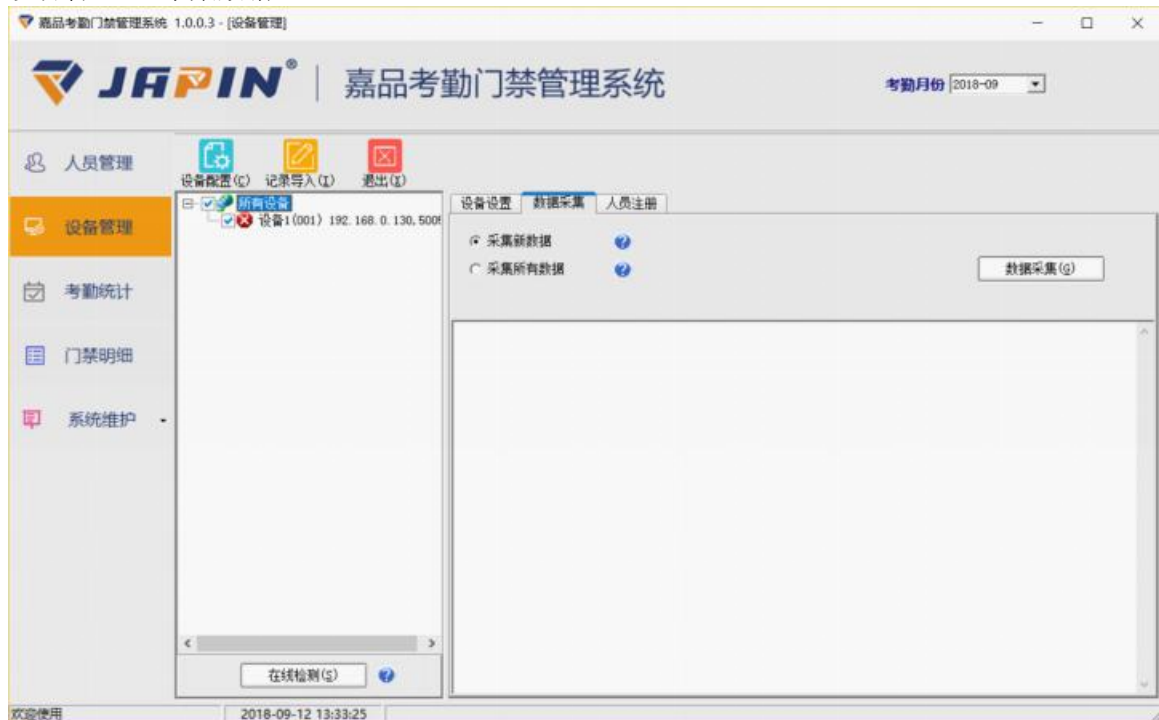 嘉品考勤门禁管理系统 1.0.0.3 - [设备管理]
JAPIN® | 嘉品考勤门禁管理系统
考勤月份 2018-09
人员管理
设备管理
考勤统计
门禁明细
系统维护
设备配置(C) 记录导入(I) 退出(X)
所有设备
设备1(001) 192.168.0.130,5005
设备设置 数据采集 人员注册
采集新数据
采集所有数据
数据采集(G)
在线检测(S)
欢迎使用 2018-09-12 13:33:25